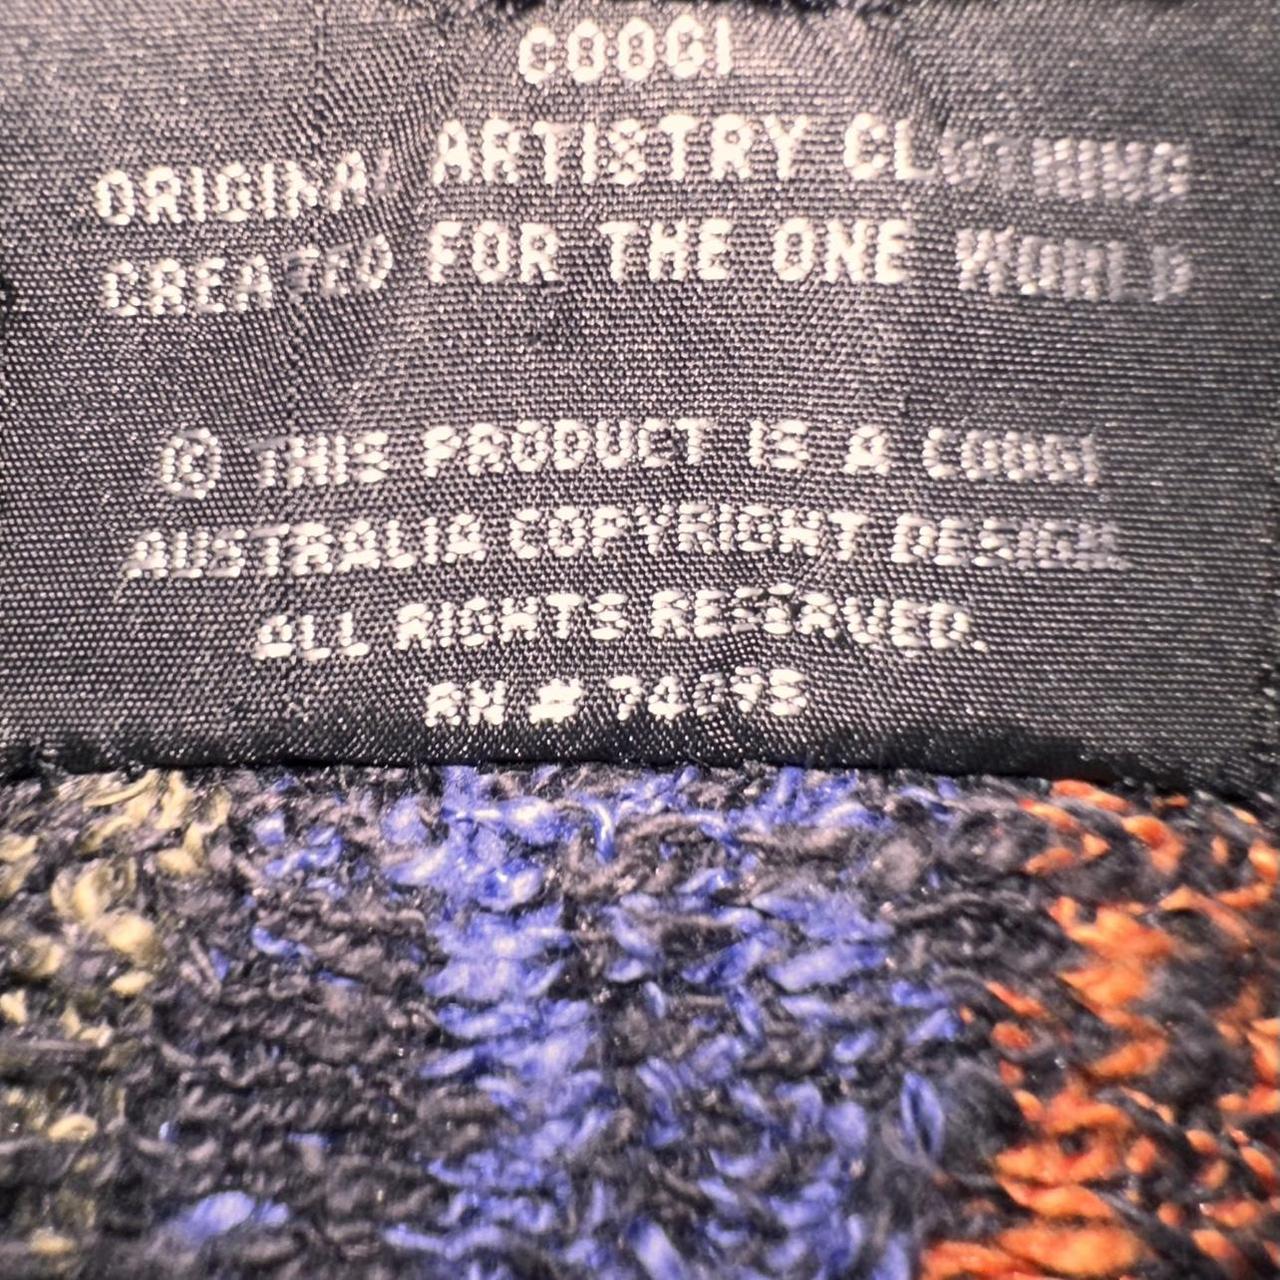 COOGI
ORIGINAL ARTISTRY CLOTHING
CREATED FOR THE ONE WORLD
© THIS PRODUCT IS A COOGI
AUSTRALIA COPYRIGHT DESIGN
ALL RIGHTS RESERVED.
RN # 74093